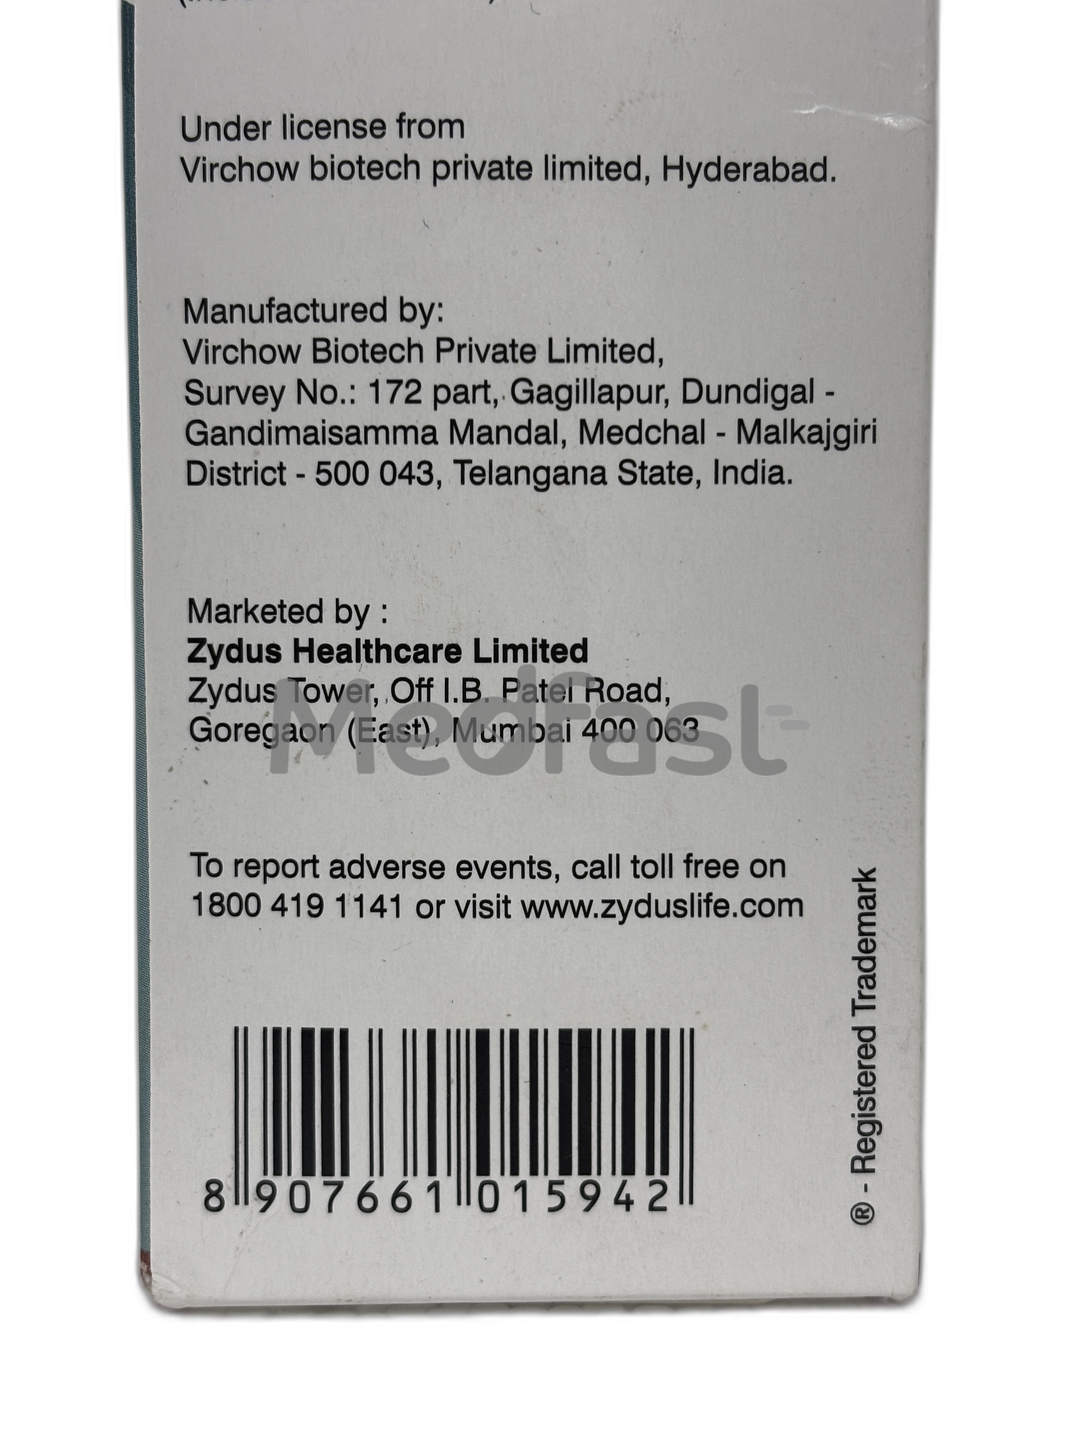 Under license from
Virchow biotech private limited, Hyderabad.
Manufactured by:
Virchow Biotech Private Limited,
Survey No.: 172 part, Gagillapur, Dundigal -
Gandimaisamma Mandal, Medchal - Malkajgiri
District - 500 043, Telangana State, India.
Marketed by :
Zydus Healthcare Limited
Zydus Tower, Off I.B. Patel Road,
Goregaon (East), Mumbai 400 063
Medfast
To report adverse events, call toll free on
1800 419 1141 or visit www.zyduslife.com
® - Registered Trademark
8 907661 015942